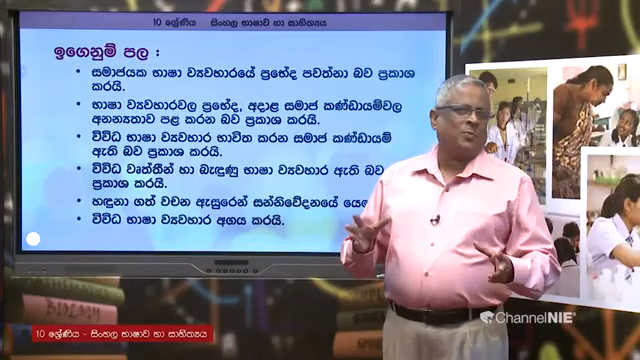 10 ශ්‍රේණිය සිංහල භාෂාව හා සාහිත්‍යය
ඉගෙනුම් පල :
• සමාජයක භාෂා ව්‍යවහාරයේ ප්‍රභේද පවත්නා බව ප්‍රකාශ
කරයි.
• භාෂා ව්‍යවහාරවල ප්‍රභේද, අදාළ සමාජ කණ්ඩායම්වල
අනන්‍යතාව පළ කරන බව ප්‍රකාශ කරයි.
• විවිධ භාෂා ව්‍යවහාර භාවිත කරන සමාජ කණ්ඩායම්
ඇති බව ප්‍රකාශ කරයි.
• විවිධ වෘත්තීන් හා බැඳුණු භාෂා ව්‍යවහාර ඇති බව
ප්‍රකාශ කරයි.
• හඳුනා ගත් වචන ඇසුරෙන් සන්නිවේදනයේ
• විවිධ භාෂා ව්‍යවහාර අගය කරයි.
BIOLOGY
ChannelNIE
10 ශ්‍රේණිය - සිංහල භාෂාව හා සාහිත්‍යය